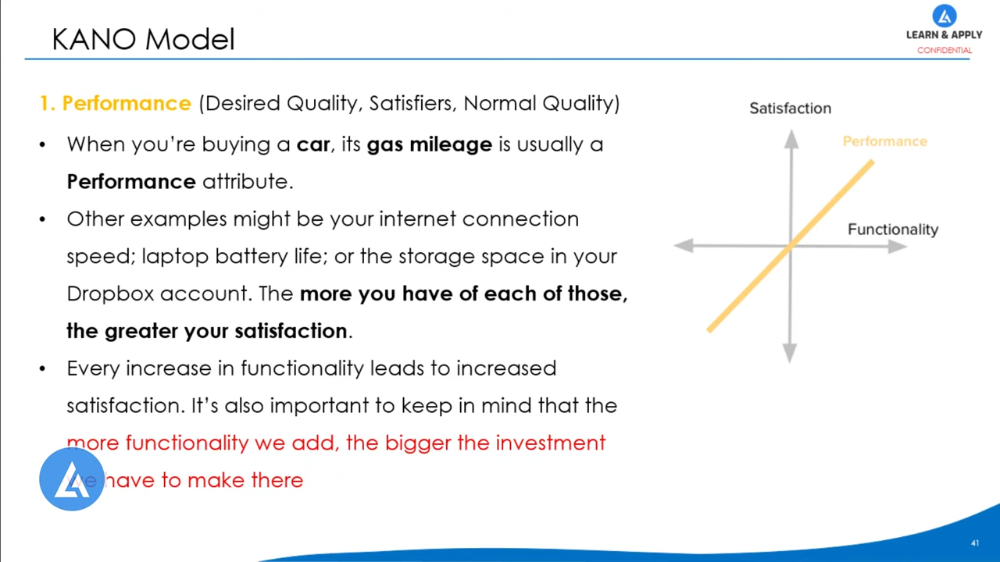 KANO Model
LEARN & APPLY
CONFIDENTIAL
1. Performance (Desired Quality, Satisfiers, Normal Quality)
• When you’re buying a car, its gas mileage is usually a
Performance attribute.
• Other examples might be your internet connection
speed; laptop battery life; or the storage space in your
Dropbox account. The more you have of each of those,
the greater your satisfaction.
• Every increase in functionality leads to increased
satisfaction. It’s also important to keep in mind that the
more functionality we add, the bigger the investment
we have to make there
Satisfaction
Performance
Functionality
41